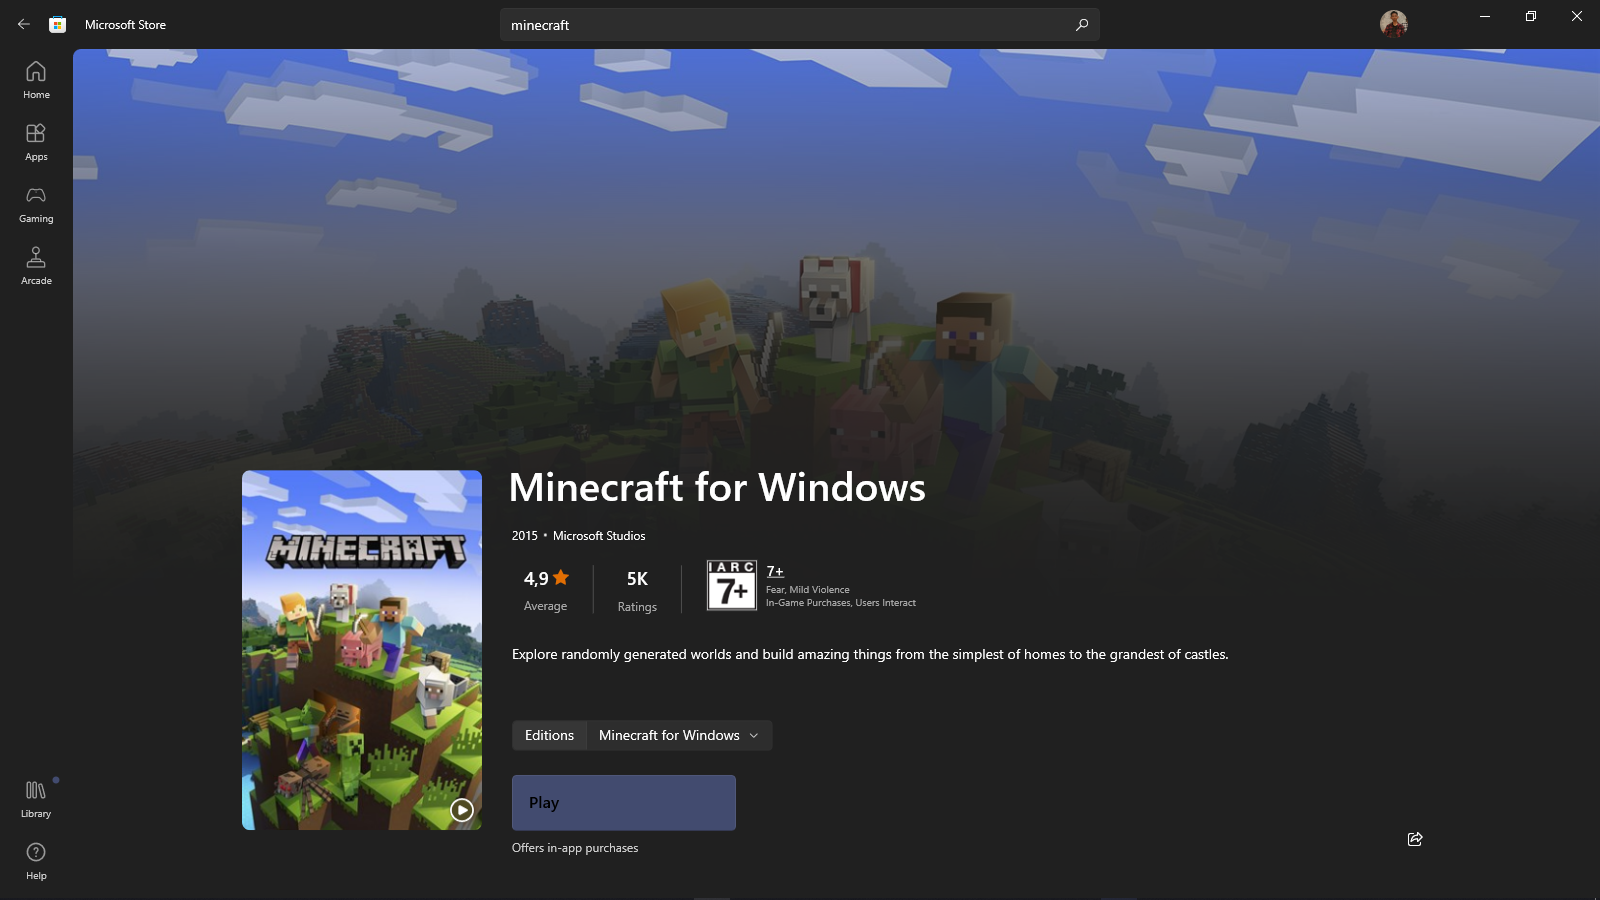 Microsoft Store
minecraft
Home
Apps
Gaming
Arcade
Library
Help
MINECRAFT
Minecraft for Windows
2015 • Microsoft Studios
4,9
Average
5K
Ratings
IARC
7+
7+
Fear, Mild Violence
In-Game Purchases, Users Interact
Explore randomly generated worlds and build amazing things from the simplest of homes to the grandest of castles.
Editions Minecraft for Windows
Play
Offers in-app purchases